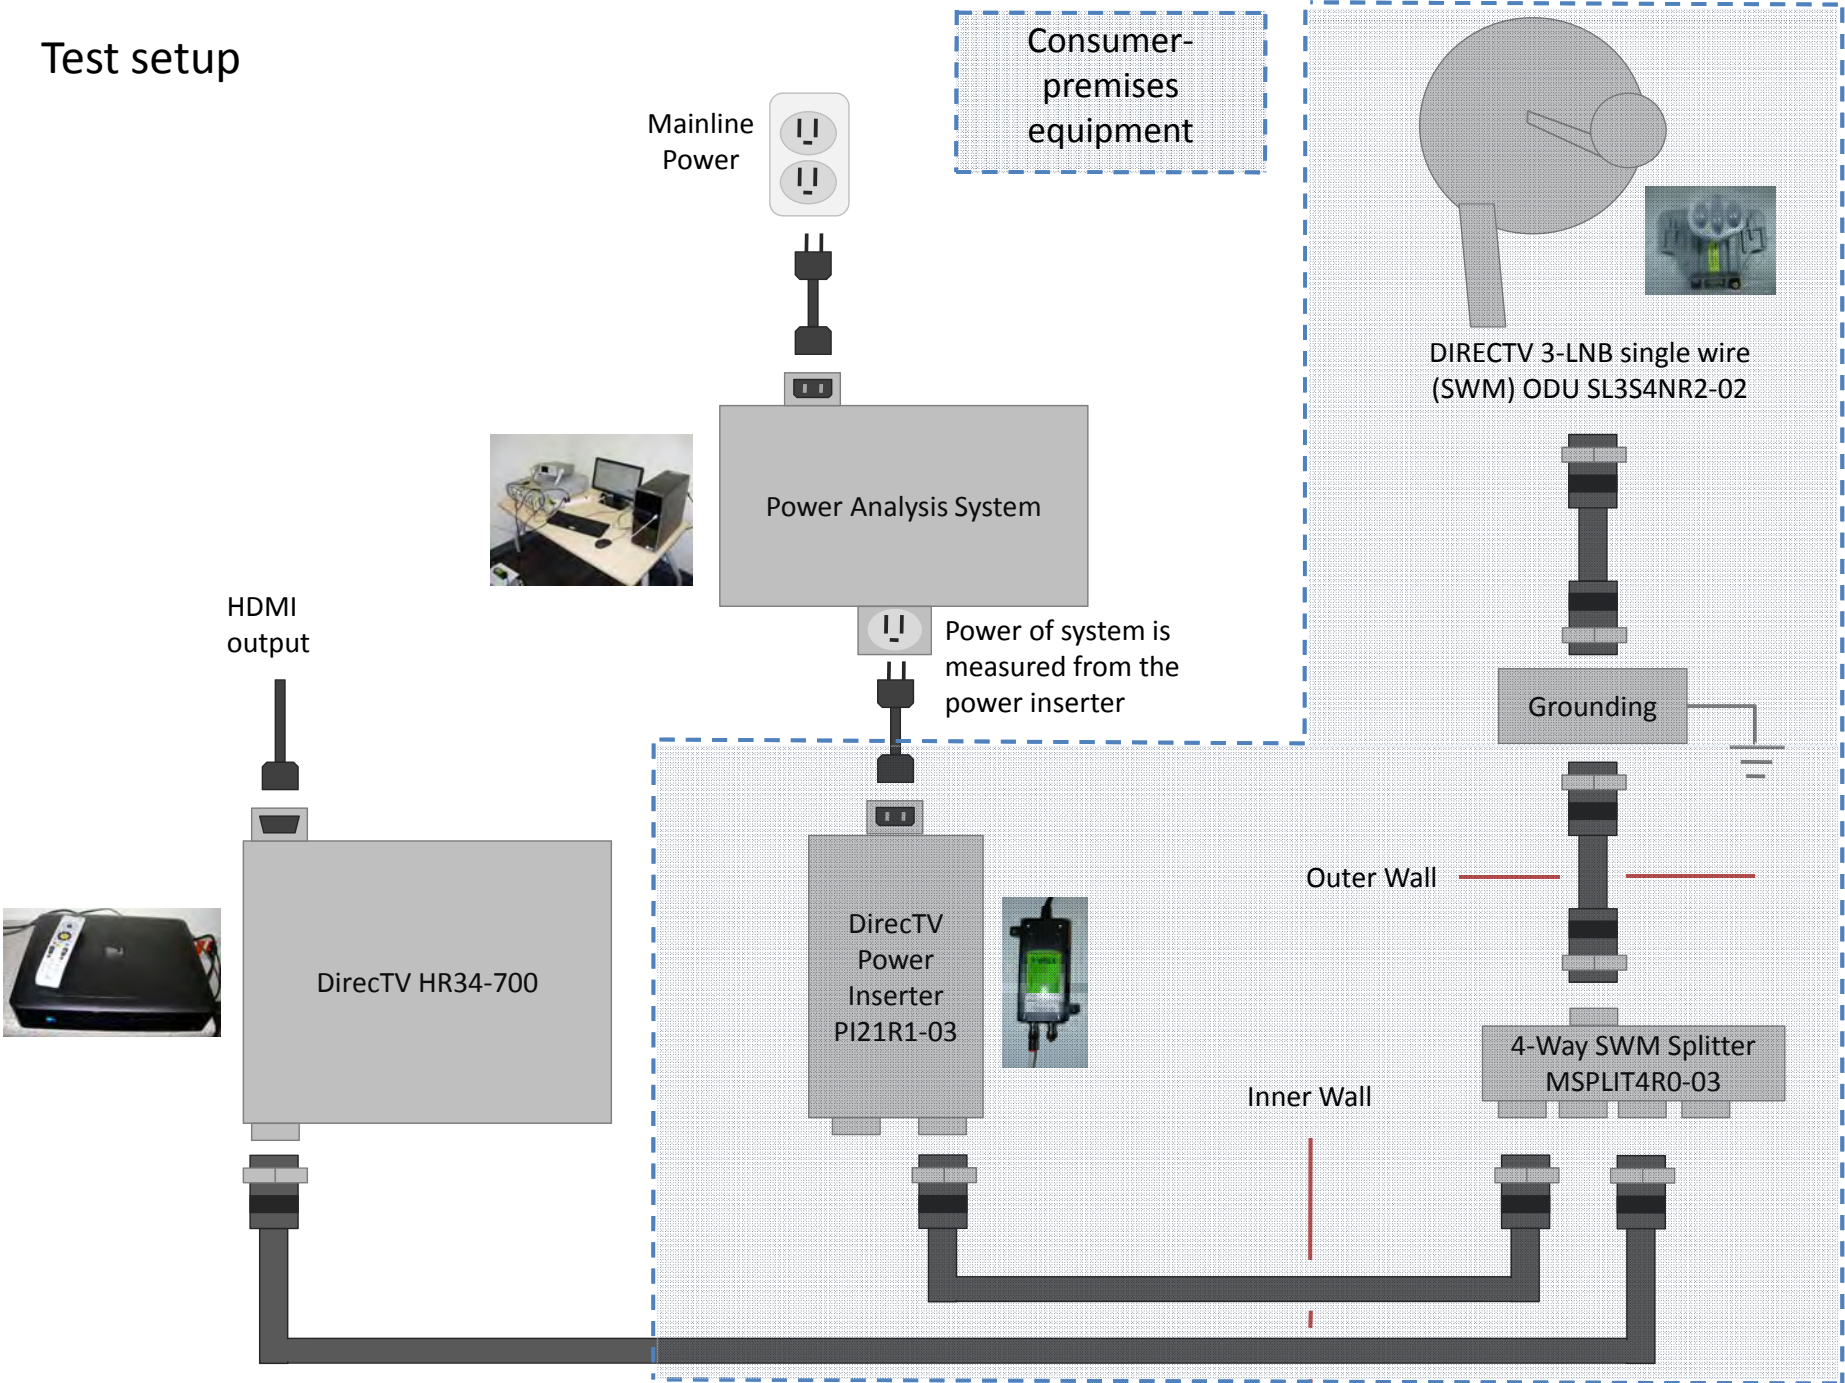 Test setup
Mainline
Power
Consumer-
premises
equipment
DIRECTV 3-LNB single wire
(SWM) ODU SL3S4NR2-02
Power Analysis System
HDMI
output
Power of system is
measured from the
power inserter
Grounding
Outer Wall
DirecTV
Power
Inserter
PI21R1-03
DirecTV HR34-700
4-Way SWM Splitter
MSPLIT4R0-03
Inner Wall